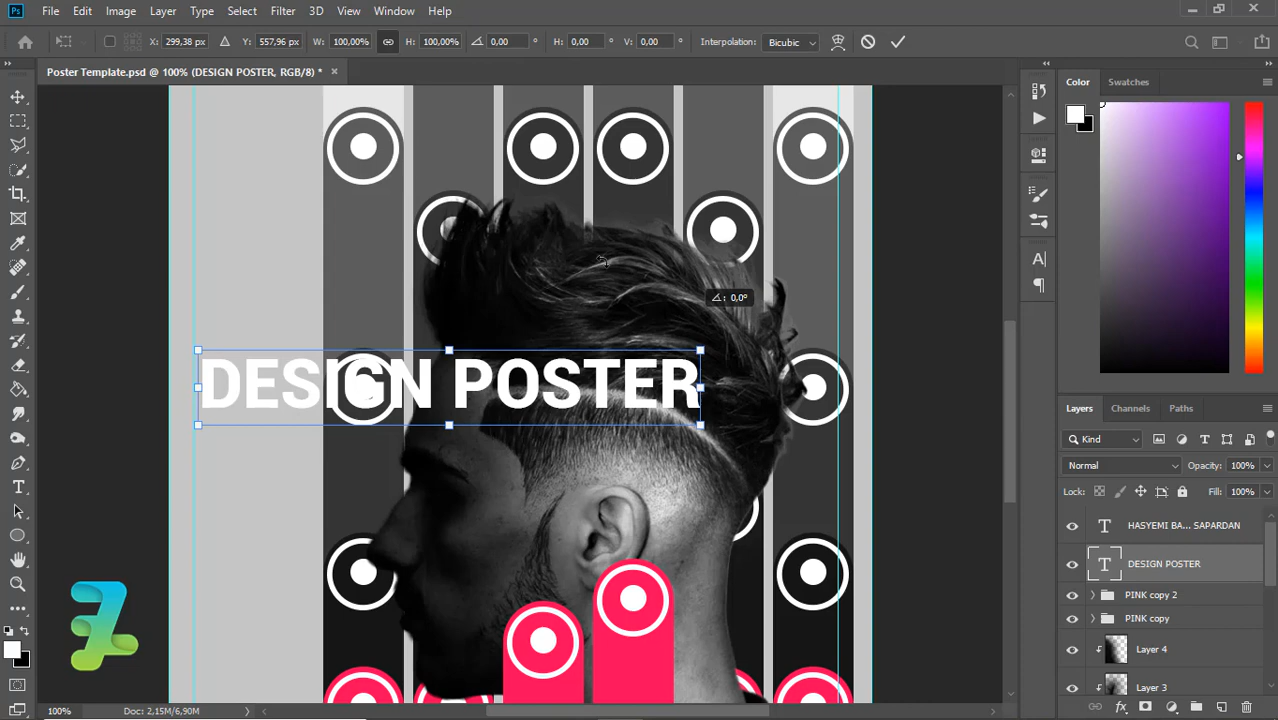 Ps File Edit Image Layer Type Select Filter 3D View Window Help
X: 299,38 px Y: 557,96 px W: 100,00% H: 100,00% 0,00 ° H: 0,00 ° V: 0,00 ° Interpolation: Bicubic
Poster Template.psd @ 100% (DESIGN POSTER, RGB/8) * ×
Color Swatches
: 0,0°
DESIGN POSTER
Layers Channels Paths
Kind
Normal Opacity: 100%
Lock: Fill: 100%
T HASYEMI BA... SAPARDAN
T DESIGN POSTER
PINK copy 2
PINK copy
Layer 4
Layer 3
100% Doc: 2,15M/6,90M